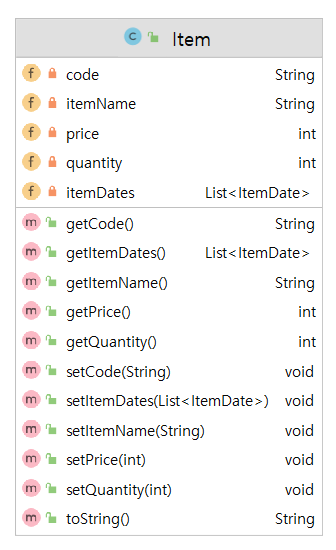 C Item
f code String
f itemName String
f price int
f quantity int
f itemDates List<ItemDate>
m getCode() String
m getItemDates() List<ItemDate>
m getItemName() String
m getPrice() int
m getQuantity() int
m setCode(String) void
m setItemDates(List<ItemDate>) void
m setItemName(String) void
m setPrice(int) void
m setQuantity(int) void
m toString() String